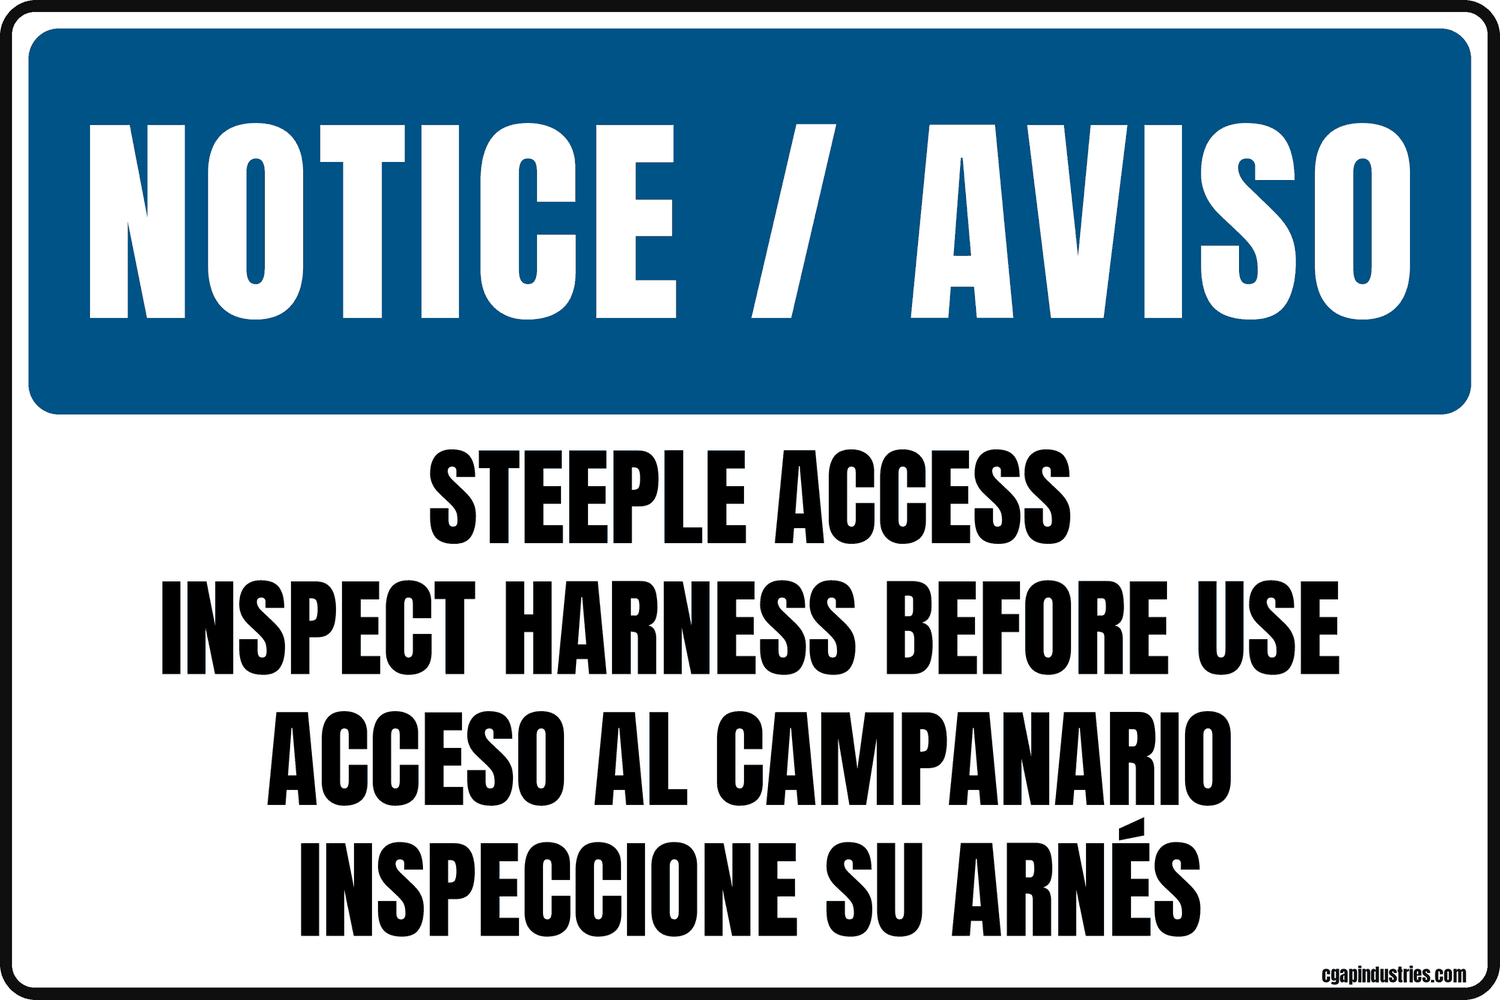 NOTICE / AVISO
STEEPLE ACCESS
INSPECT HARNESS BEFORE USE
ACCESO AL CAMPANARIO
INSPECCIONE SU ARNÉS
cgapindustries.com